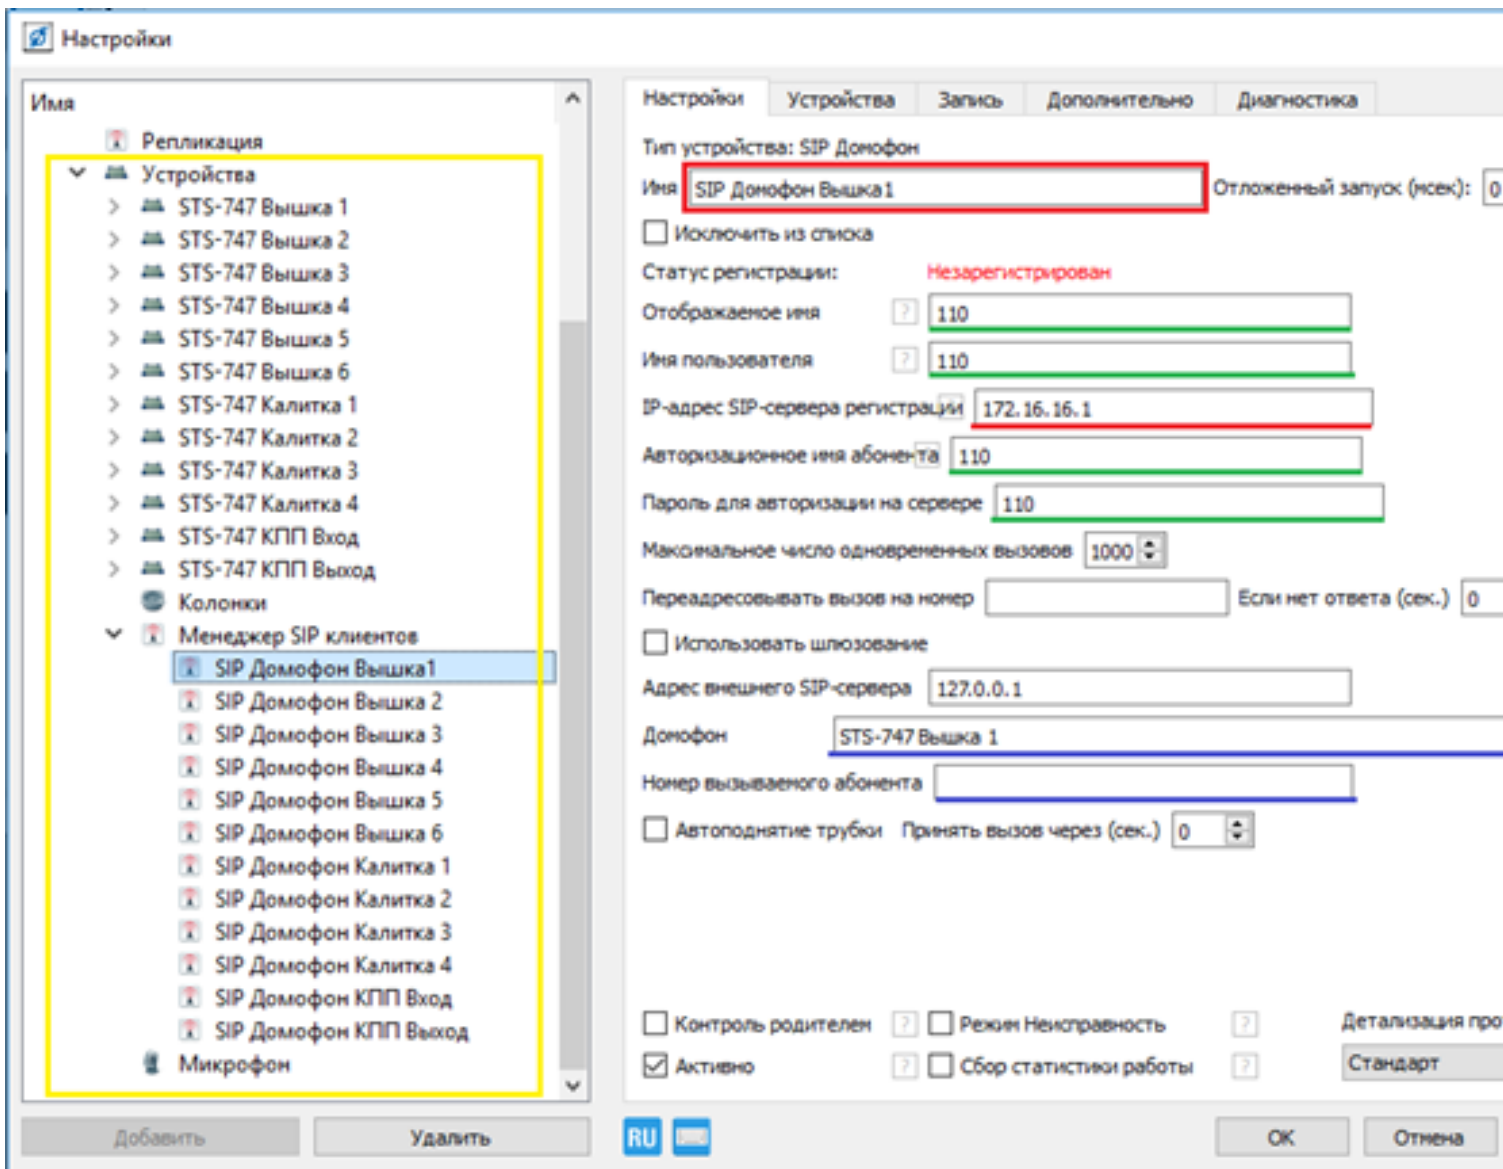 Настройки
Имя
Репликация
Устройства
STS-747 Вышка 1
STS-747 Вышка 2
STS-747 Вышка 3
STS-747 Вышка 4
STS-747 Вышка 5
STS-747 Вышка 6
STS-747 Калитка 1
STS-747 Калитка 2
STS-747 Калитка 3
STS-747 Калитка 4
STS-747 КПП Вход
STS-747 КПП Выход
Колонки
Менеджер SIP клиентов
SIP Домофон Вышка1
SIP Домофон Вышка 2
SIP Домофон Вышка 3
SIP Домофон Вышка 4
SIP Домофон Вышка 5
SIP Домофон Вышка 6
SIP Домофон Калитка 1
SIP Домофон Калитка 2
SIP Домофон Калитка 3
SIP Домофон Калитка 4
SIP Домофон КПП Вход
SIP Домофон КПП Выход
Микрофон
Добавить Удалить
Настройки Устройства Запись Дополнительно Диагностика
Тип устройства: SIP Домофон
Имя SIP Домофон Вышка1 Отложенный запуск (мсек): 0
Исключить из списка
Статус регистрации: Незарегистрирован
Отображаемое имя ? 110
Имя пользователя ? 110
IP-адрес SIP-сервера регистрации 172.16.16.1
Авторизационное имя абонента 110
Пароль для авторизации на сервере 110
Максимальное число одновременных вызовов 1000
Переадресовывать вызов на номер Если нет ответа (сек.) 0
Использовать шлюзование
Адрес внешнего SIP-сервера 127.0.0.1
Домофон STS-747 Вышка 1
Номер вызываемого абонента
Автоподнятие трубки Принять вызов через (сек.) 0
Контроль родителем ? Режим Неисправность ? Детализация про
Активно ? Сбор статистики работы ? Стандарт
RU OK Отмена